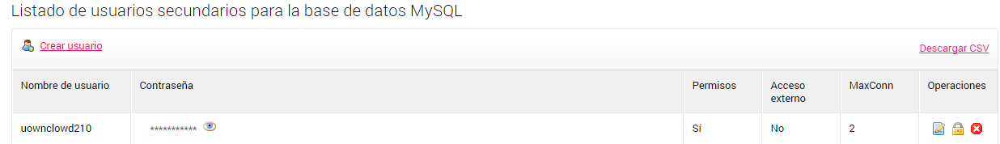 Listado de usuarios secundarios para la base de datos MySQL
Crear usuario
Descargar CSV
Nombre de usuario Contraseña Permisos Acceso externo MaxConn Operaciones
uownclowd210 *********** Sí No 2